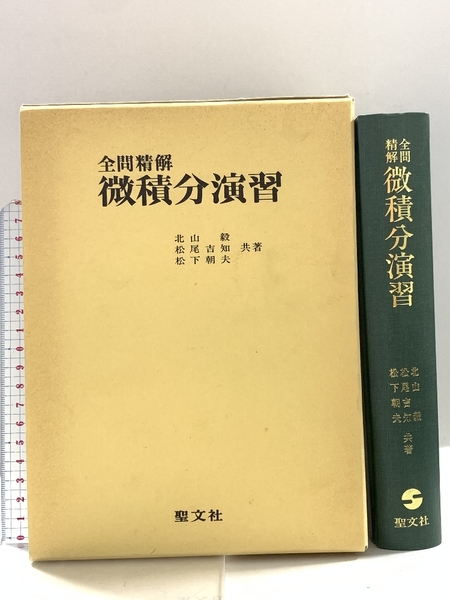 全問精解
微積分演習
北山 毅
松尾吉知 共著
松下朝夫
聖文社
全問
精解
微積分演習
北山毅
松尾吉知
松下朝夫
共著
聖文社